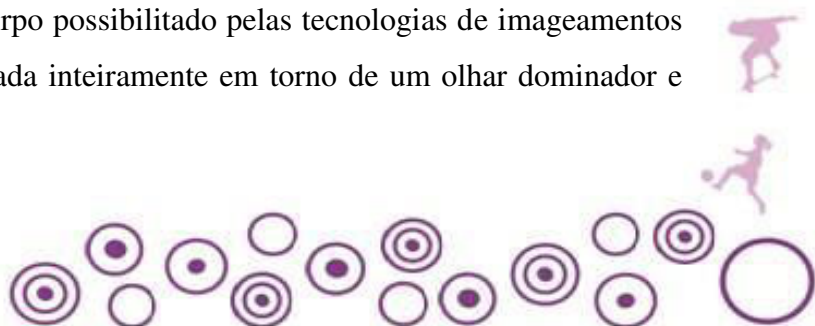 rpo possibilitado pelas tecnologias de imageamentos
ada inteiramente em torno de um olhar dominador e